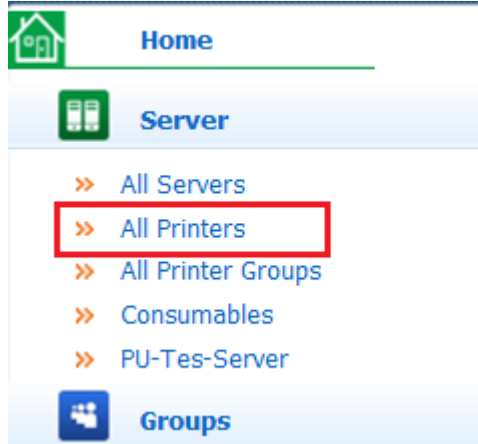 Home
Server
All Servers
All Printers
All Printer Groups
Consumables
PU-Tes-Server
Groups